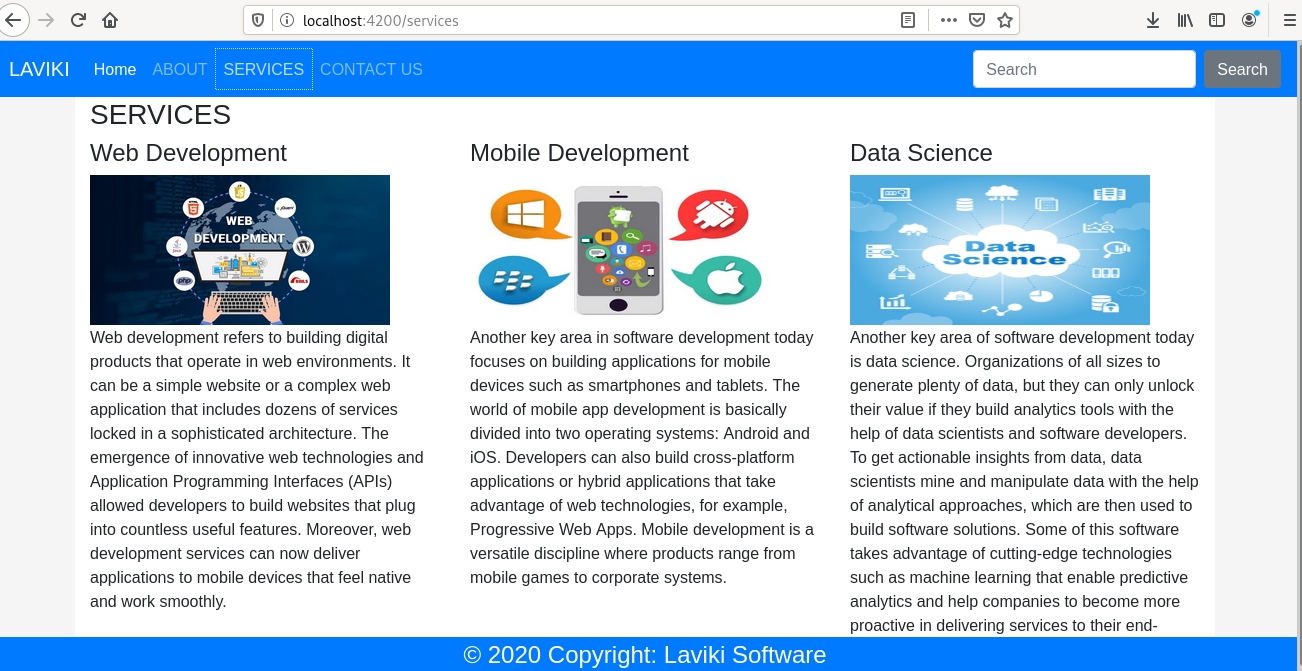 localhost:4200/services
LAVIKI Home ABOUT SERVICES CONTACT US Search Search
SERVICES
Web Development
WEB
DEVELOPMENT
Web development refers to building digital
products that operate in web environments. It
can be a simple website or a complex web
application that includes dozens of services
locked in a sophisticated architecture. The
emergence of innovative web technologies and
Application Programming Interfaces (APIs)
allowed developers to build websites that plug
into countless useful features. Moreover, web
development services can now deliver
applications to mobile devices that feel native
and work smoothly.
Mobile Development
Another key area in software development today
focuses on building applications for mobile
devices such as smartphones and tablets. The
world of mobile app development is basically
divided into two operating systems: Android and
iOS. Developers can also build cross-platform
applications or hybrid applications that take
advantage of web technologies, for example,
Progressive Web Apps. Mobile development is a
versatile discipline where products range from
mobile games to corporate systems.
Data Science
Data
Science
Another key area of software development today
is data science. Organizations of all sizes to
generate plenty of data, but they can only unlock
their value if they build analytics tools with the
help of data scientists and software developers.
To get actionable insights from data, data
scientists mine and manipulate data with the help
of analytical approaches, which are then used to
build software solutions. Some of this software
takes advantage of cutting-edge technologies
such as machine learning that enable predictive
analytics and help companies to become more
proactive in delivering services to their end-
© 2020 Copyright: Laviki Software